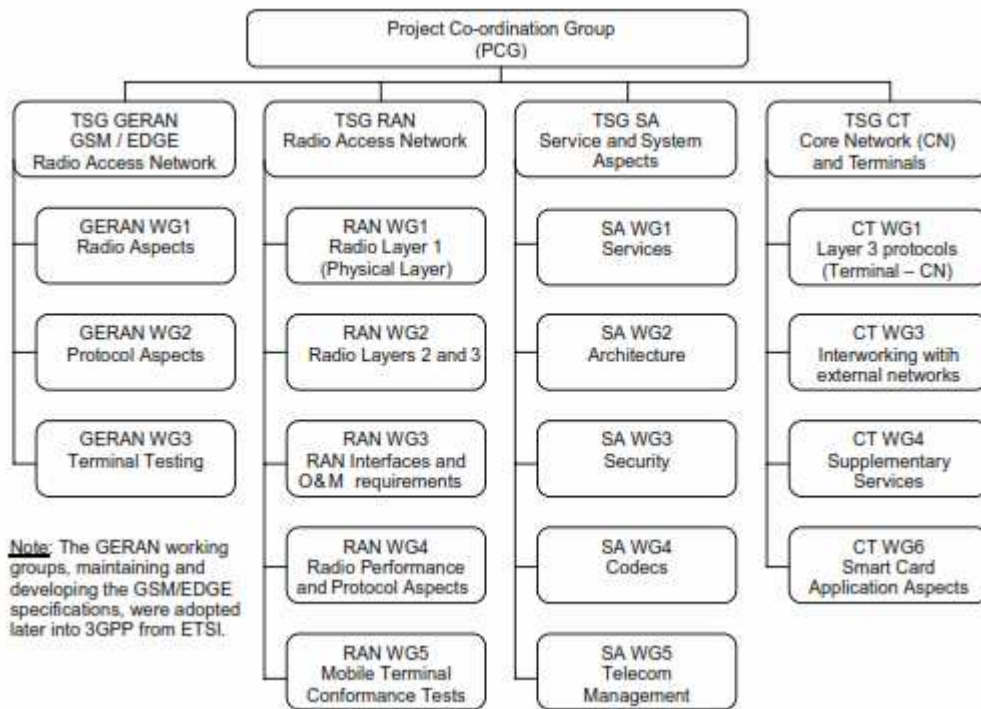 Project Co-ordination Group
(PCG)
TSG GERAN
GSM / EDGE
Radio Access Network
GERAN WG1
Radio Aspects
GERAN WG2
Protocol Aspects
GERAN WG3
Terminal Testing
Note: The GERAN working
groups, maintaining and
developing the GSM/EDGE
specifications, were adopted
later into 3GPP from ETSI.
TSG RAN
Radio Access Network
RAN WG1
Radio Layer 1
(Physical Layer)
RAN WG2
Radio Layers 2 and 3
RAN WG3
RAN Interfaces and
O&M requirements
RAN WG4
Radio Performance
and Protocol Aspects
RAN WG5
Mobile Terminal
Conformance Tests
TSG SA
Service and System
Aspects
SA WG1
Services
SA WG2
Architecture
SA WG3
Security
SA WG4
Codecs
SA WG5
Telecom
Management
TSG CT
Core Network (CN)
and Terminals
CT WG1
Layer 3 protocols
(Terminal – CN)
CT WG3
Interworking witih
external networks
CT WG4
Supplementary
Services
CT WG6
Smart Card
Application Aspects